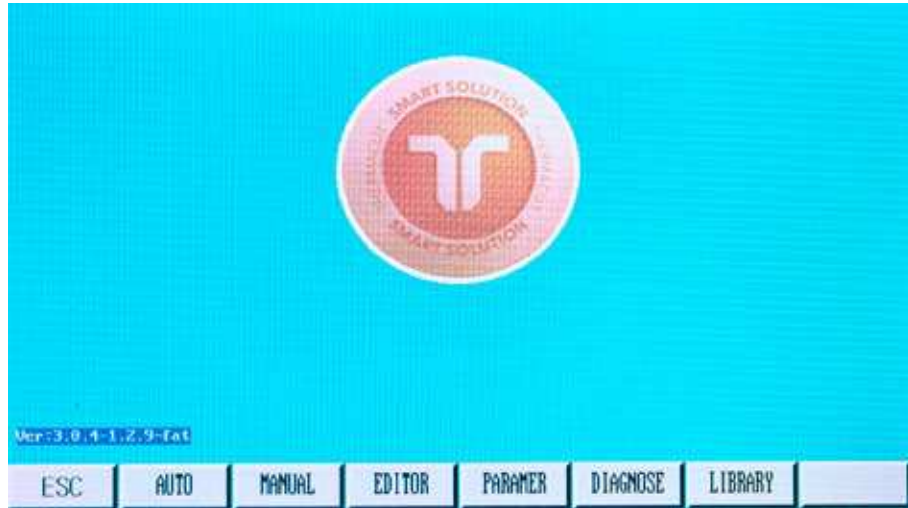 SMART SOLUTION
SMART SOLUTION
Ver:3.0.4-1.2.9-fat
ESC AUTO MANUAL EDITOR PARAMER DIAGNOSE LIBRARY